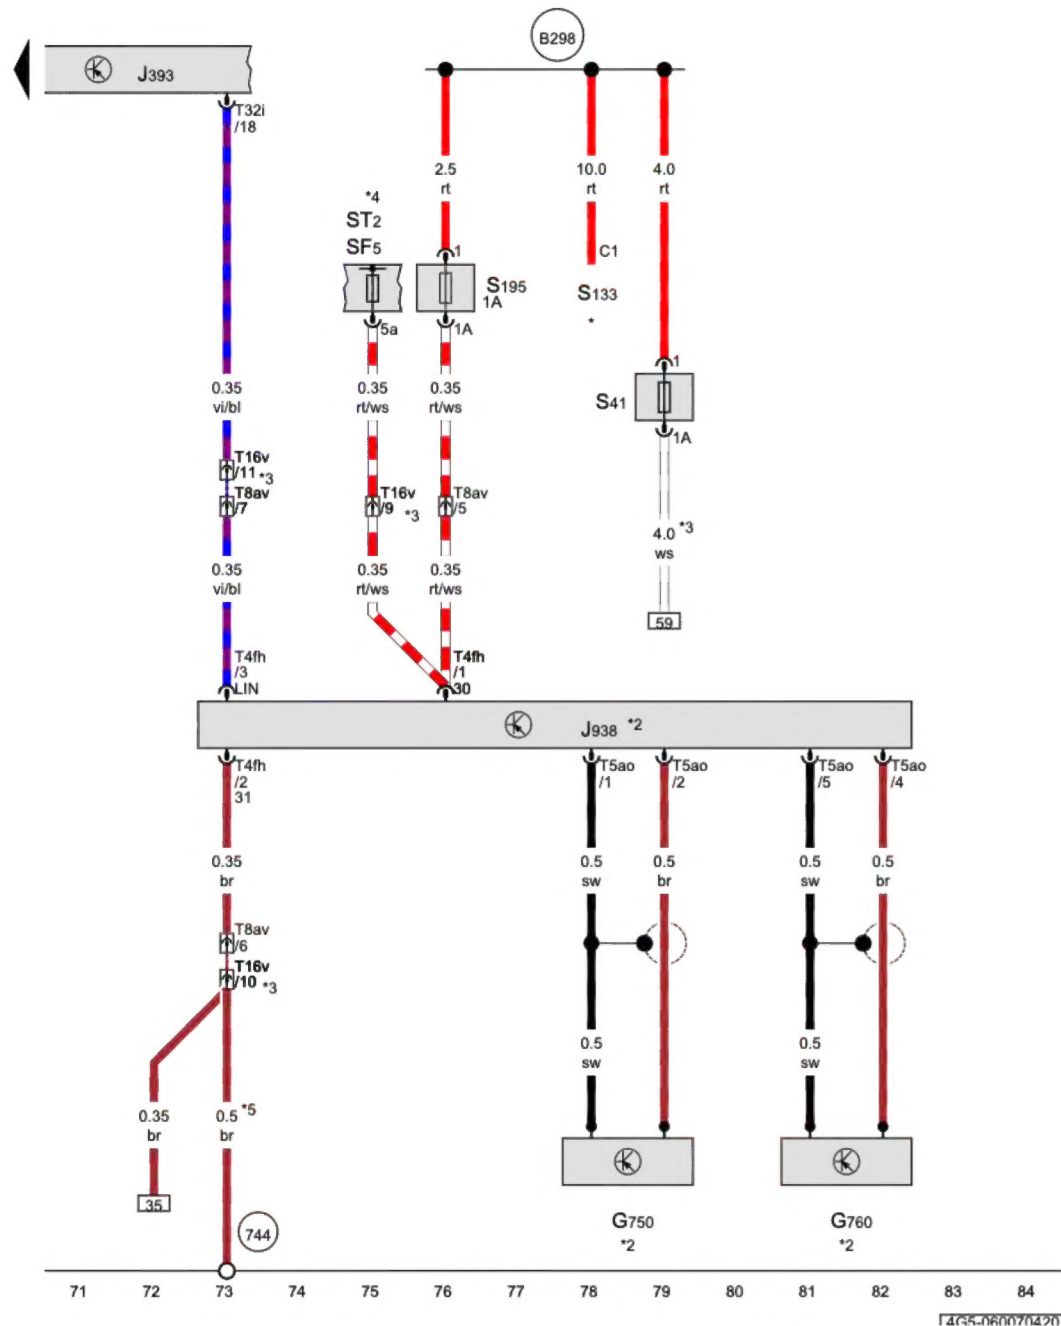 B298
J393
T32i
/18
2.5
rt
10.0
rt
4.0
rt
*4
ST2
SF5
1
C1
S195
1A
S133
*
5a
1A
1
S41
1A
0.35
vi/bl
0.35
rt/ws
0.35
rt/ws
T16v
/11 *3
T8av
/7
T16v
/9 *3
T8av
/5
4.0 *3
ws
0.35
vi/bl
0.35
rt/ws
0.35
rt/ws
59
T4fh
/3
LIN
T4fh
/1
30
J938 *2
T4fh
/2
31
T5ao
/1
T5ao
/2
T5ao
/5
T5ao
/4
0.35
br
0.5
sw
0.5
br
0.5
sw
0.5
br
T8av
/6
T16v
/10 *3
0.5
sw
0.5
sw
0.35
br
0.5 *5
br
35
744
G750
*2
G760
*2
71 72 73 74 75 76 77 78 79 80 81 82 83 84
4G5-060070420